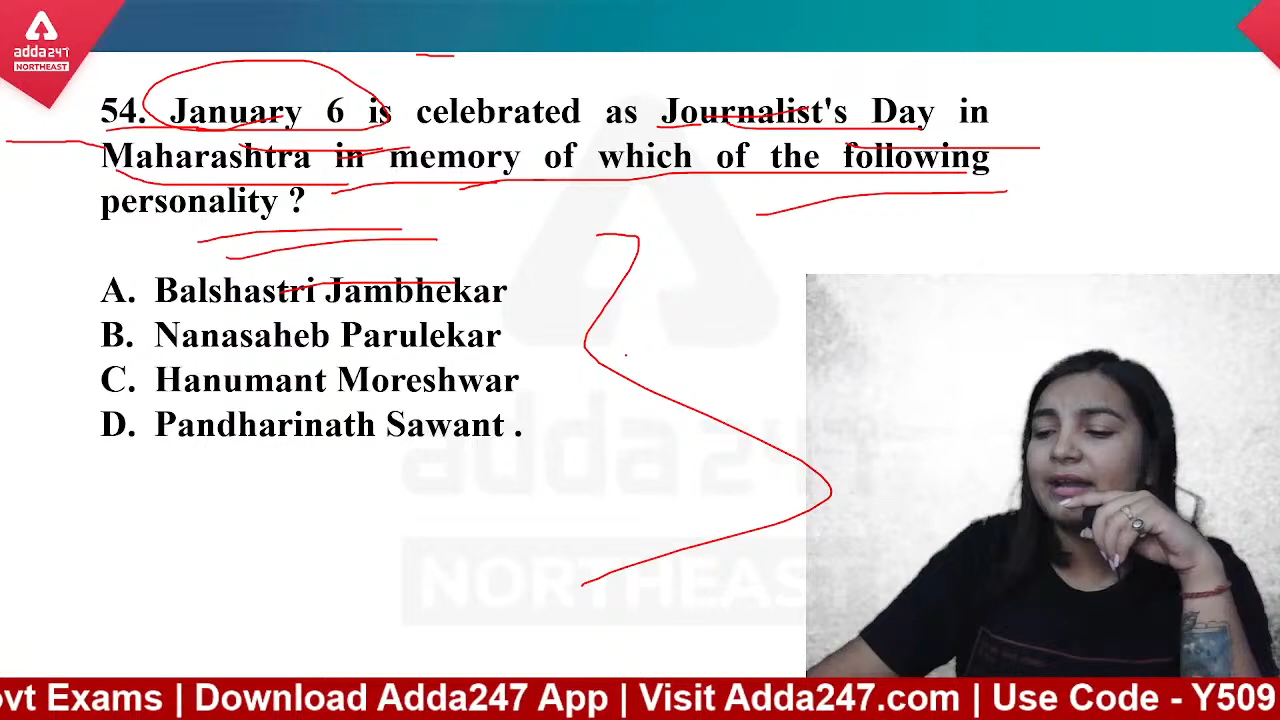 adda247
NORTHEAST
54. January 6 is celebrated as Journalist's Day in
Maharashtra in memory of which of the following
personality ?
A. Balshastri Jambhekar
B. Nanasaheb Parulekar
C. Hanumant Moreshwar
D. Pandharinath Sawant .
adda247
NORTHEAST
ovt Exams | Download Adda247 App | Visit Adda247.com | Use Code - Y509